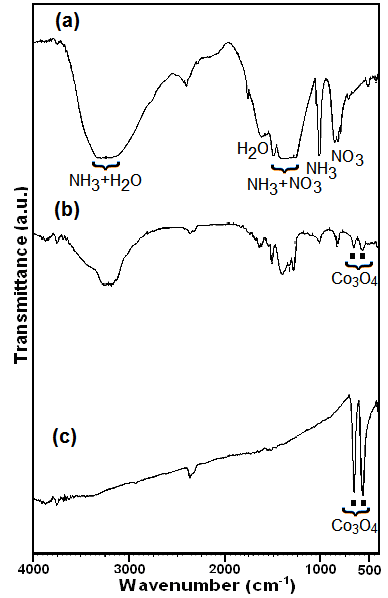 (a)
H2O
NH3
NO3
NH3+H2O
NH3+NO3
(b)
Co3O4
(c)
Co3O4
Transmittance (a.u.)
4000 3000 2000 1000 500
Wavenumber (cm-1)